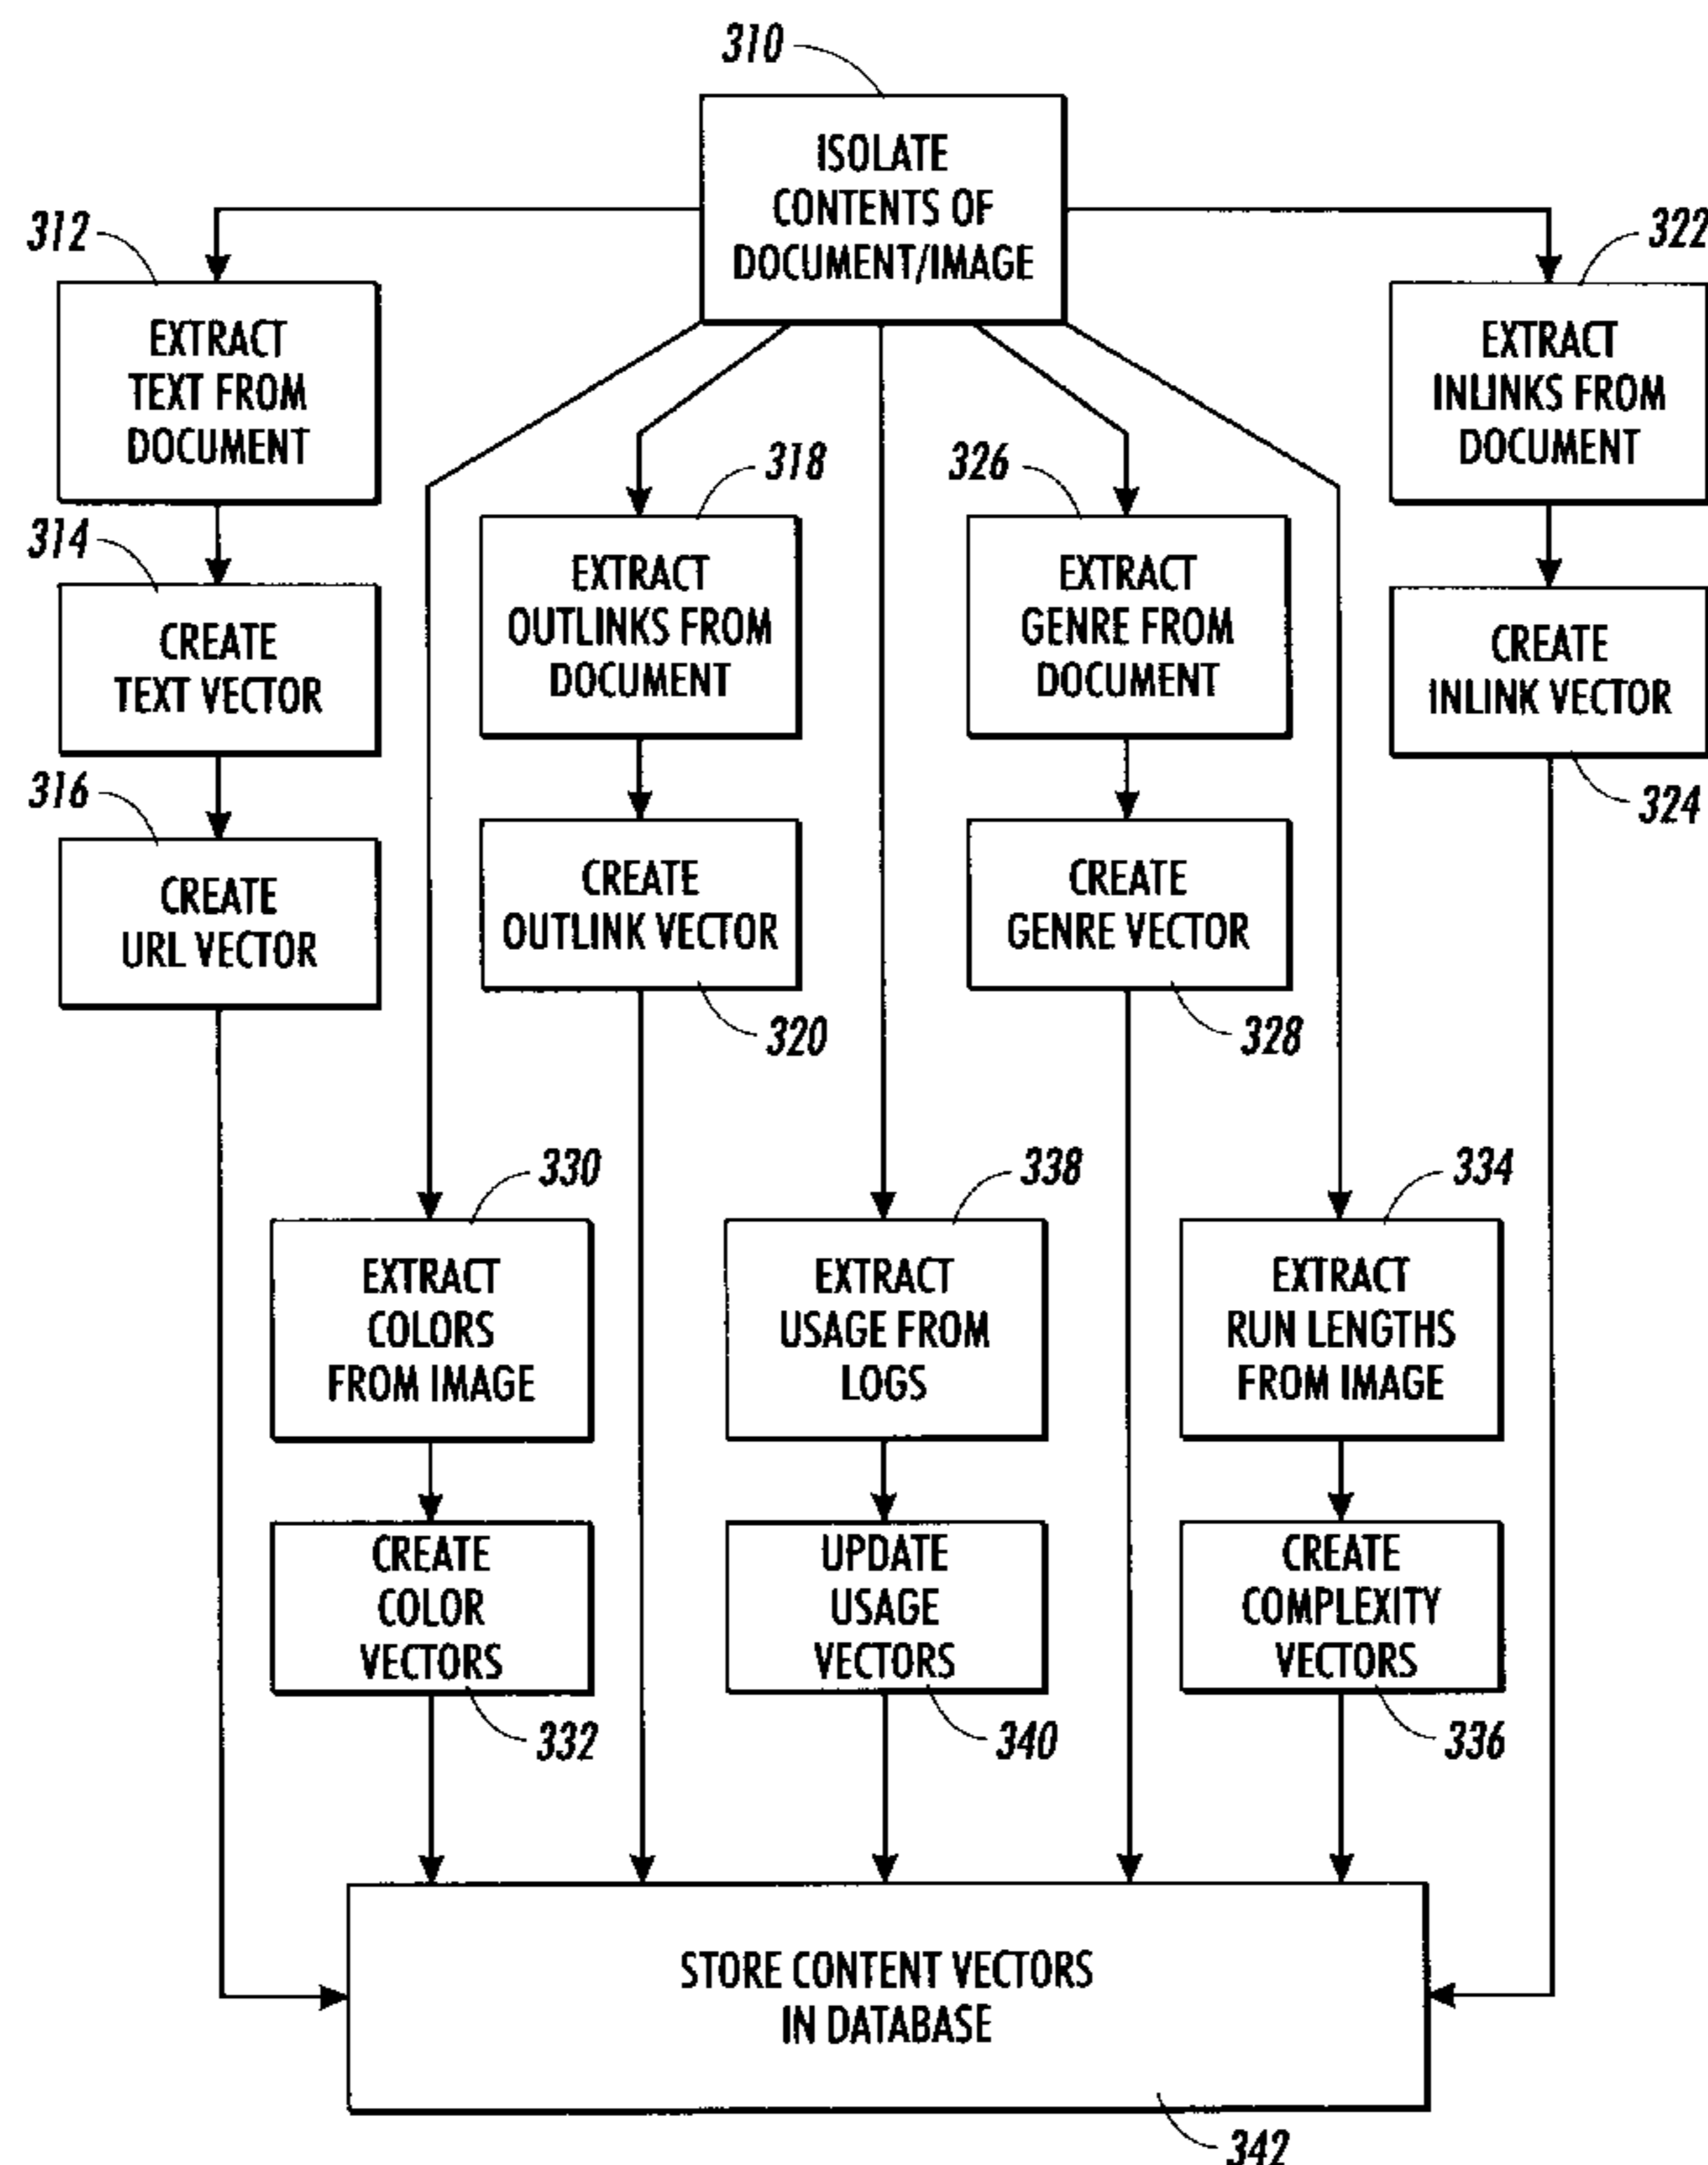 310
ISOLATE
CONTENTS OF
DOCUMENT/IMAGE
312
EXTRACT
TEXT FROM
DOCUMENT
322
EXTRACT
INLINKS FROM
DOCUMENT
318
EXTRACT
OUTLINKS FROM
DOCUMENT
326
EXTRACT
GENRE FROM
DOCUMENT
314
CREATE
TEXT VECTOR
CREATE
INLINK VECTOR
324
316
CREATE
URL VECTOR
CREATE
OUTLINK VECTOR
320
CREATE
GENRE VECTOR
328
330
EXTRACT
COLORS
FROM IMAGE
338
EXTRACT
USAGE FROM
LOGS
334
EXTRACT
RUN LENGTHS
FROM IMAGE
CREATE
COLOR
VECTORS
332
UPDATE
USAGE
VECTORS
340
CREATE
COMPLEXITY
VECTORS
336
STORE CONTENT VECTORS
IN DATABASE
342